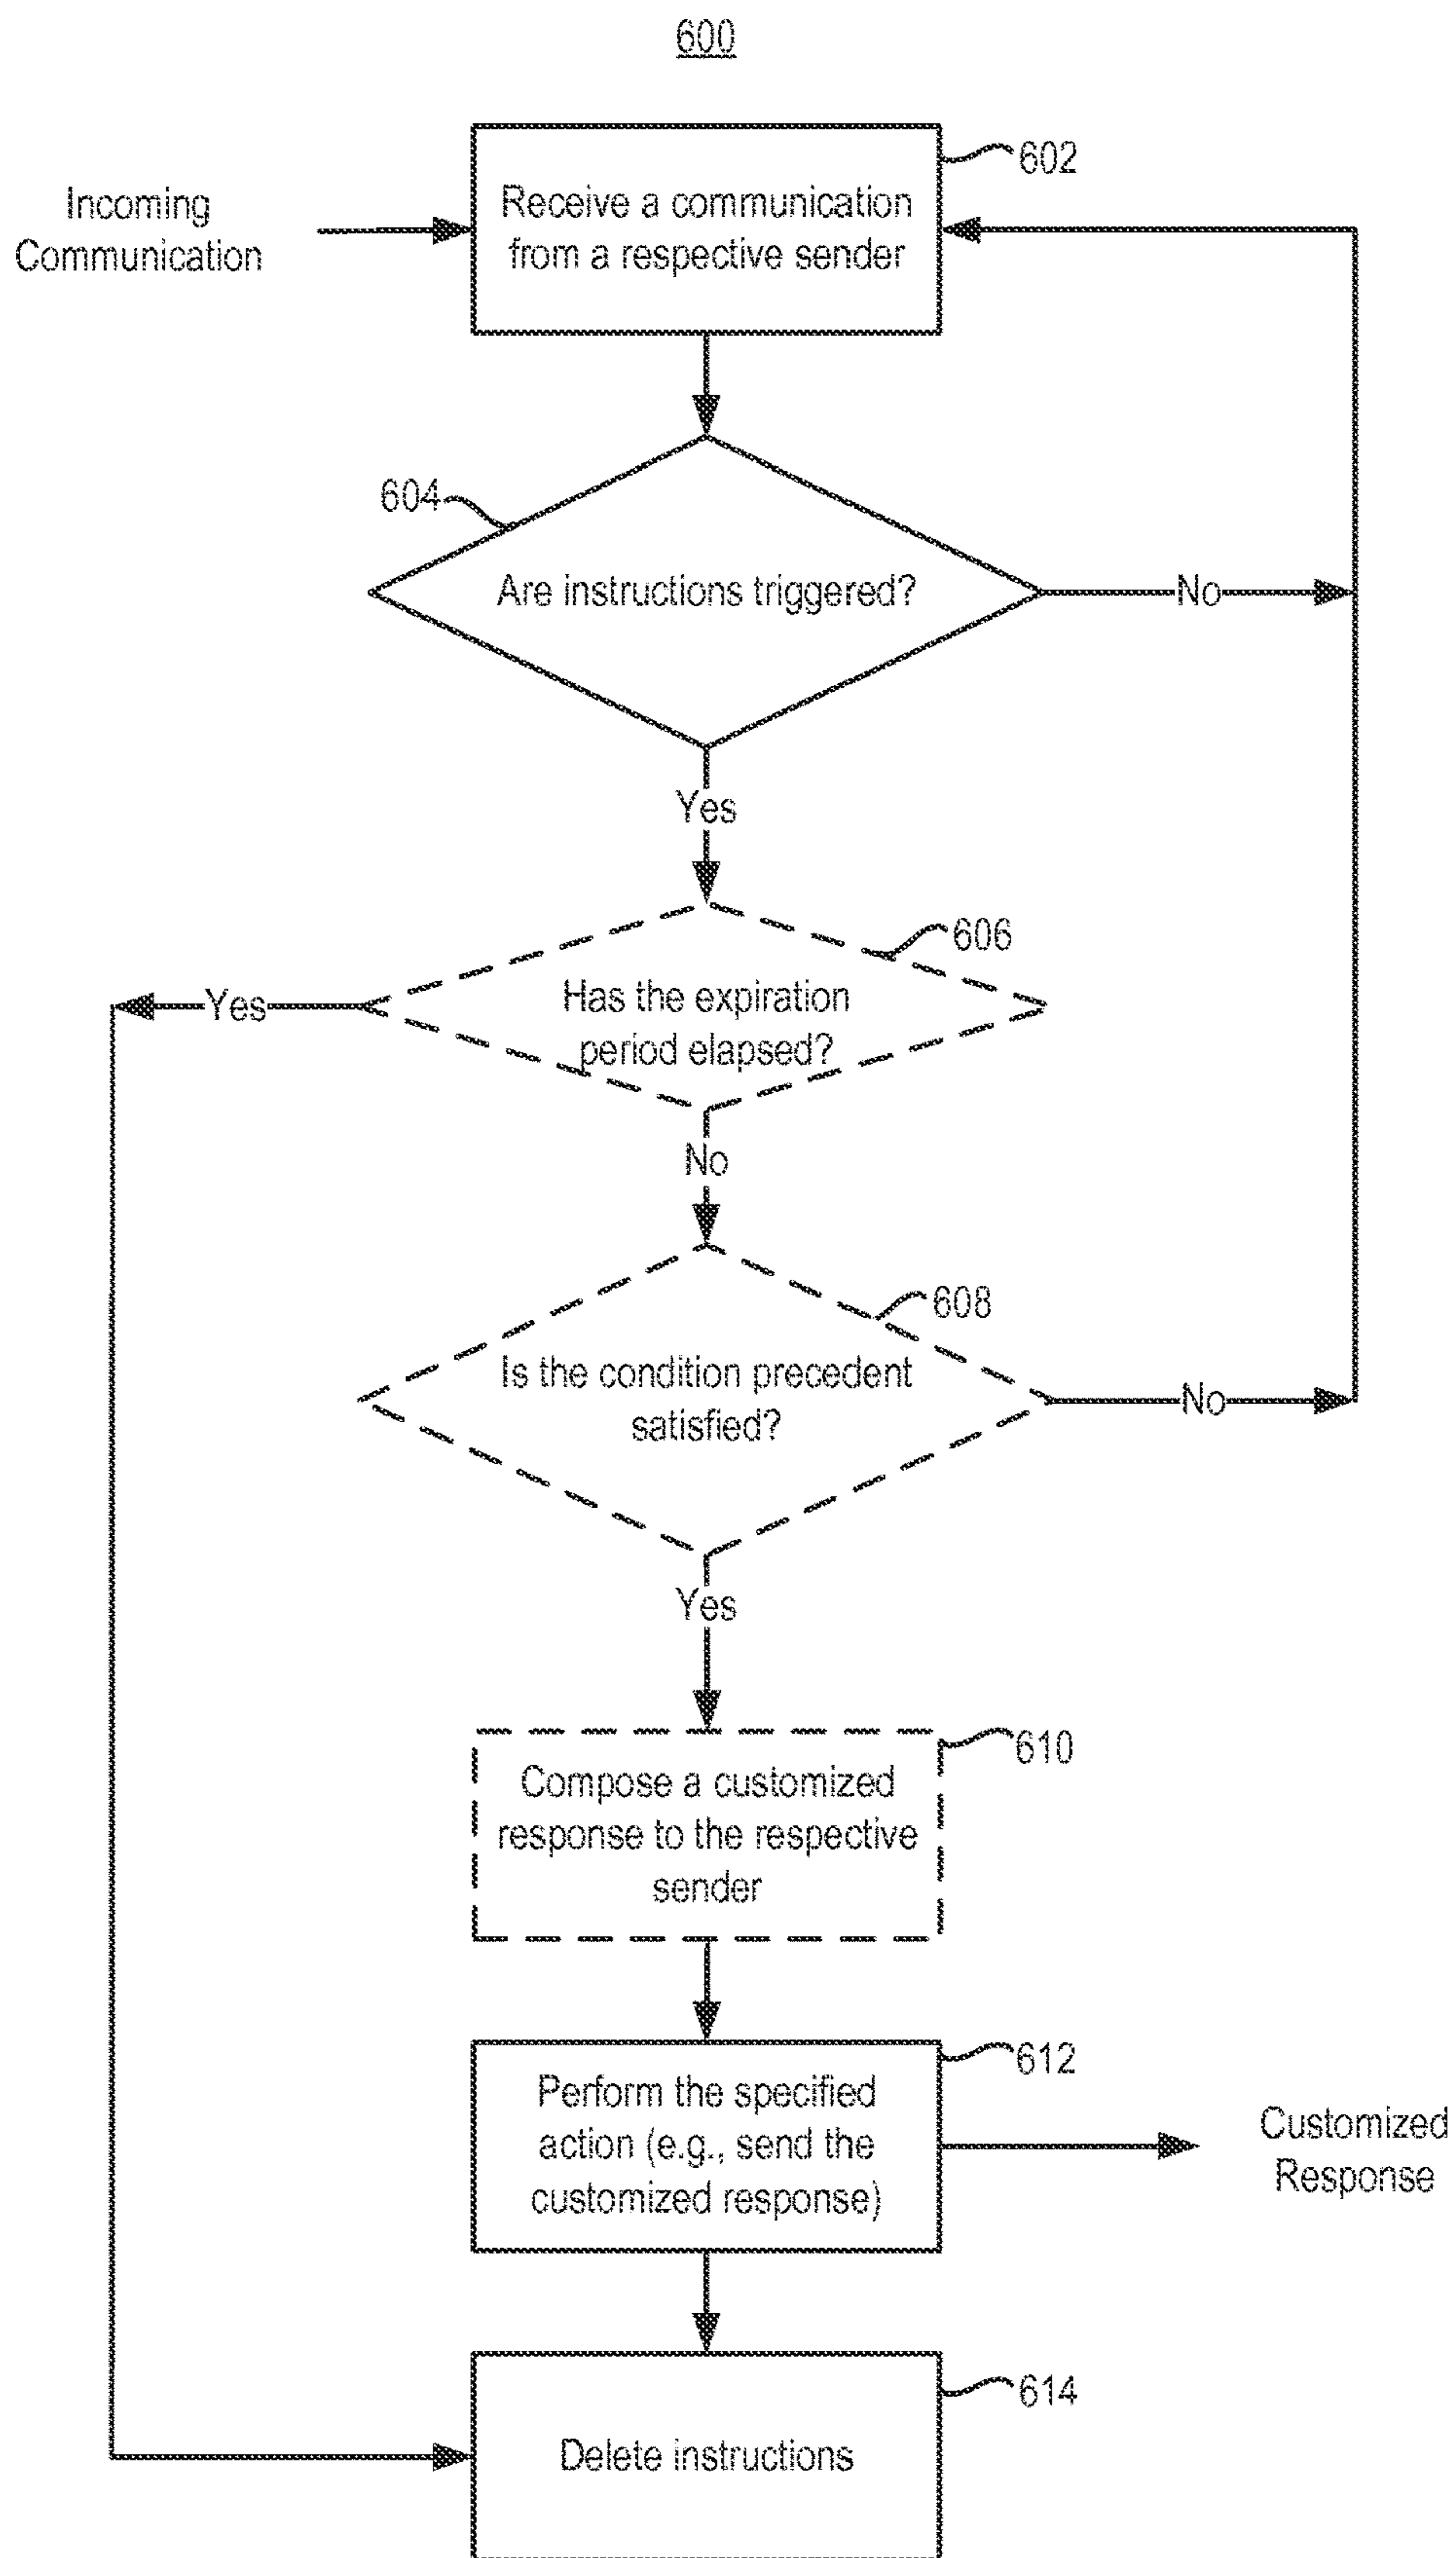 600
602
Incoming
Communication
Receive a communication
from a respective sender
604
Are instructions triggered?
No
Yes
606
Yes
Has the expiration
period elapsed?
No
608
Is the condition precedent
satisfied?
No
Yes
610
Compose a customized
response to the respective
sender
612
Perform the specified
action (e.g., send the
customized response)
Customized
Response
614
Delete instructions